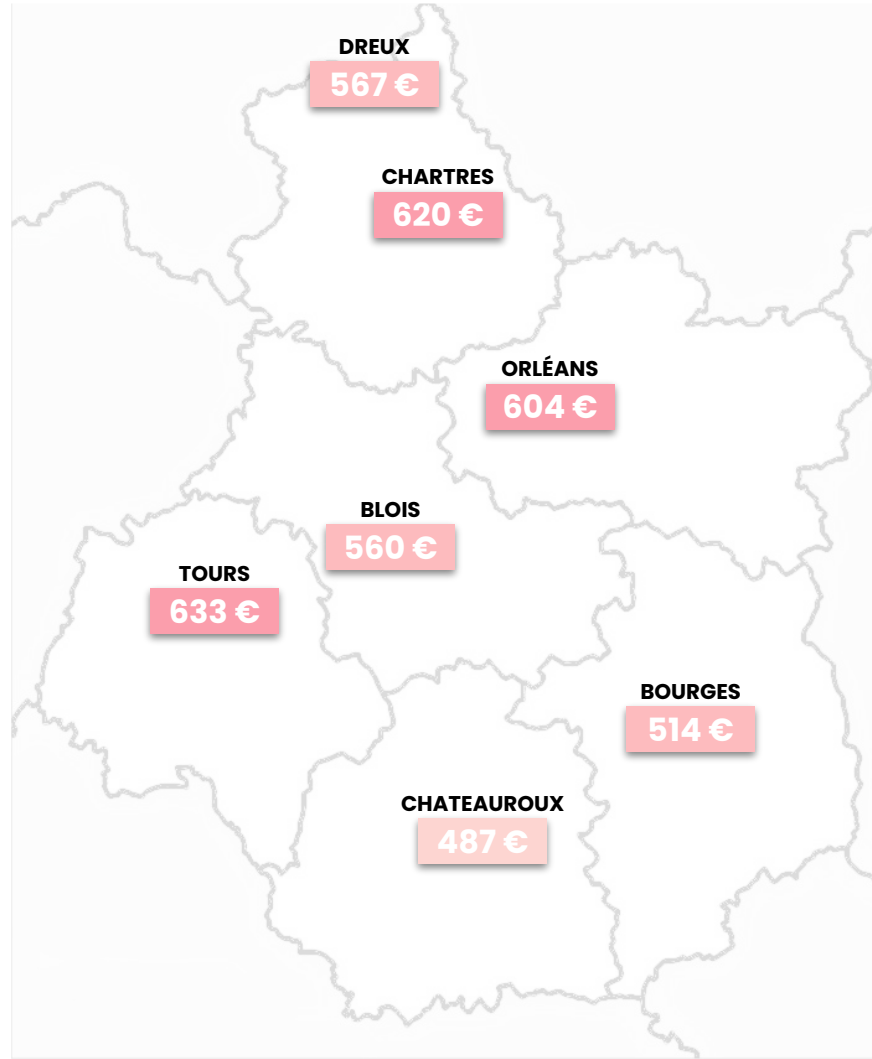 DREUX
567 €
CHARTRES
620 €
ORLÉANS
604 €
BLOIS
560 €
TOURS
633 €
BOURGES
514 €
CHATEAUROUX
487 €